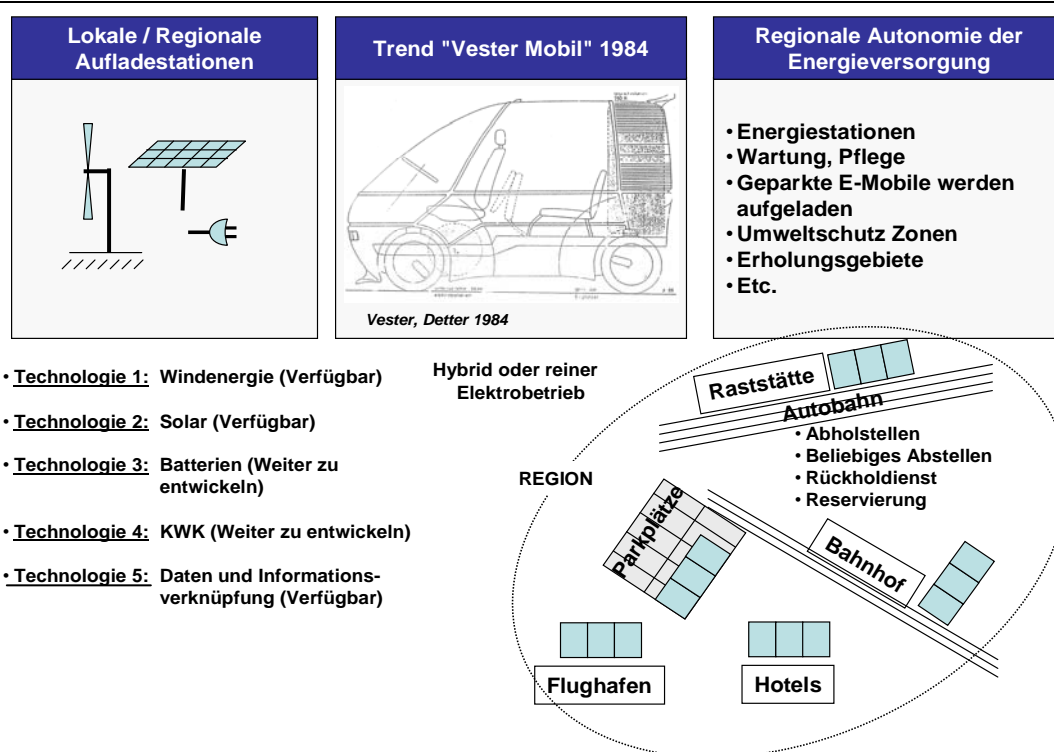 Lokale / Regionale
Aufladestationen
Trend "Vester Mobil" 1984
Vester, Detter 1984
Regionale Autonomie der
Energieversorgung
• Energiestationen
• Wartung, Pflege
• Geparkte E-Mobile werden
aufgeladen
• Umweltschutz Zonen
• Erholungsgebiete
• Etc.
• Technologie 1: Windenergie (Verfügbar)
• Technologie 2: Solar (Verfügbar)
• Technologie 3: Batterien (Weiter zu
entwickeln)
• Technologie 4: KWK (Weiter zu entwickeln)
• Technologie 5: Daten und Informations-
verknüpfung (Verfügbar)
Hybrid oder reiner
Elektrobetrieb
REGION
Raststätte
Autobahn
• Abholstellen
• Beliebiges Abstellen
• Rückholdienst
• Reservierung
Parkplätze
Bahnhof
Flughafen
Hotels